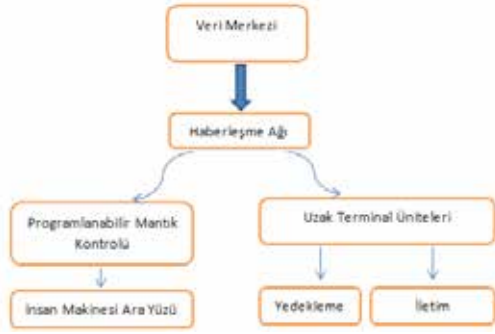 Veri Merkezi
Haberleşme Ağı
Programlanabilir Mantık
Kontrolü
Uzak Terminal Üniteleri
İnsan Makinesi Ara Yüzü
Yedekleme
İletim